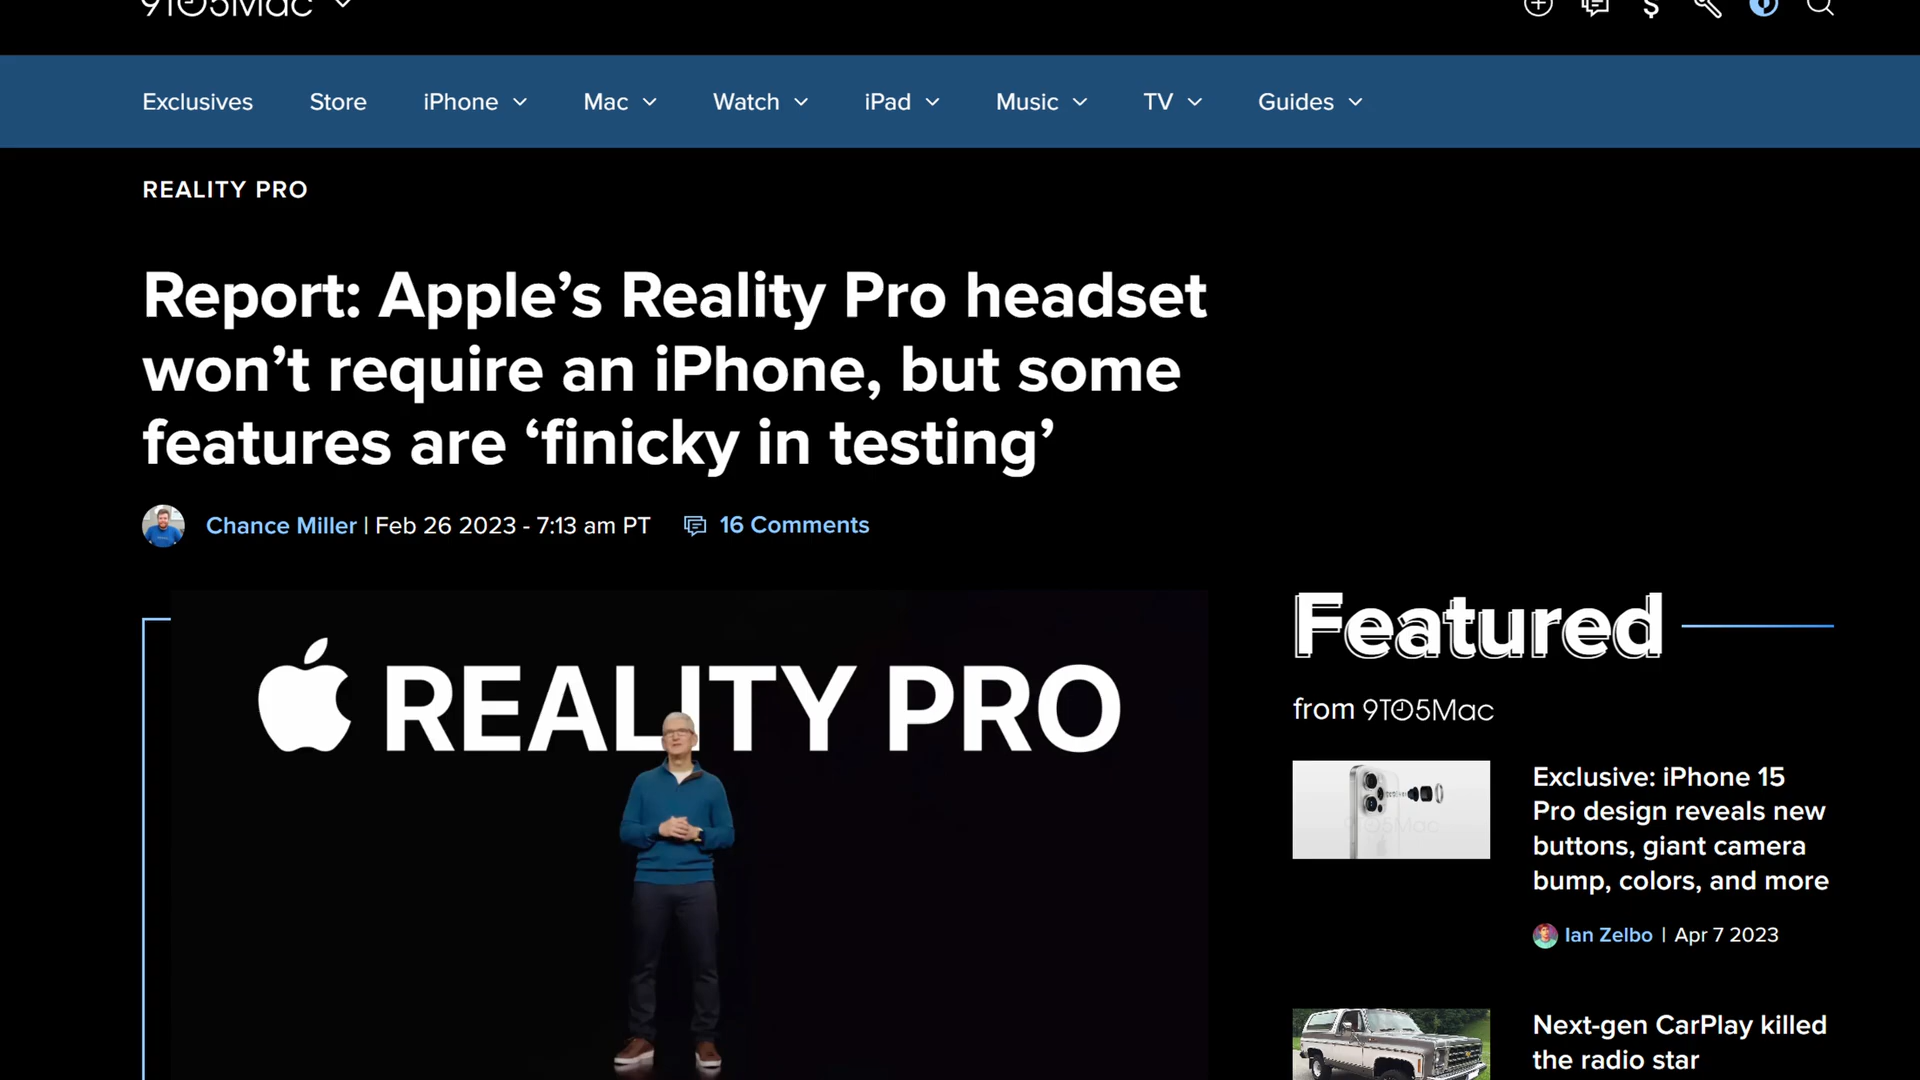 9TO5Mac
Exclusives Store iPhone Mac Watch iPad Music TV Guides
REALITY PRO
Report: Apple’s Reality Pro headset
won’t require an iPhone, but some
features are ‘finicky in testing’
Chance Miller | Feb 26 2023 - 7:13 am PT 16 Comments
REALITY PRO
Featured
from 9TO5Mac
Exclusive: iPhone 15
Pro design reveals new
buttons, giant camera
bump, colors, and more
Ian Zelbo | Apr 7 2023
Next-gen CarPlay killed
the radio star